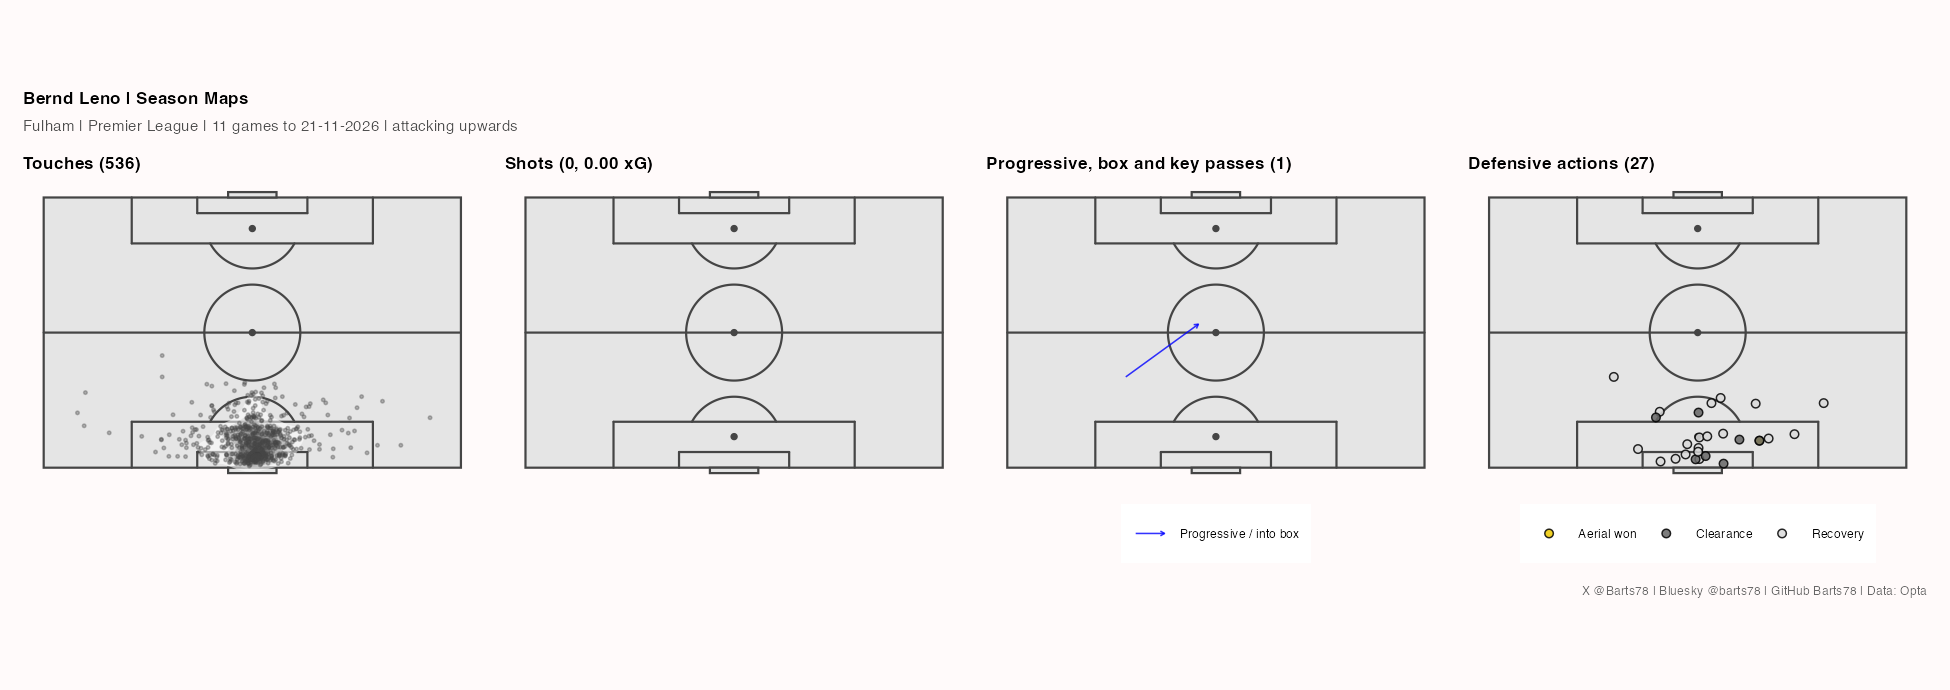 Bernd Leno | Season Maps
Fulham | Premier League | 11 games to 21-11-2026 | attacking upwards
Touches (536)
Shots (0, 0.00 xG)
Progressive, box and key passes (1)
Defensive actions (27)
Progressive / into box
Aerial won
Clearance
Recovery
X @Barts78 | Bluesky @barts78 | GitHub Barts78 | Data: Opta